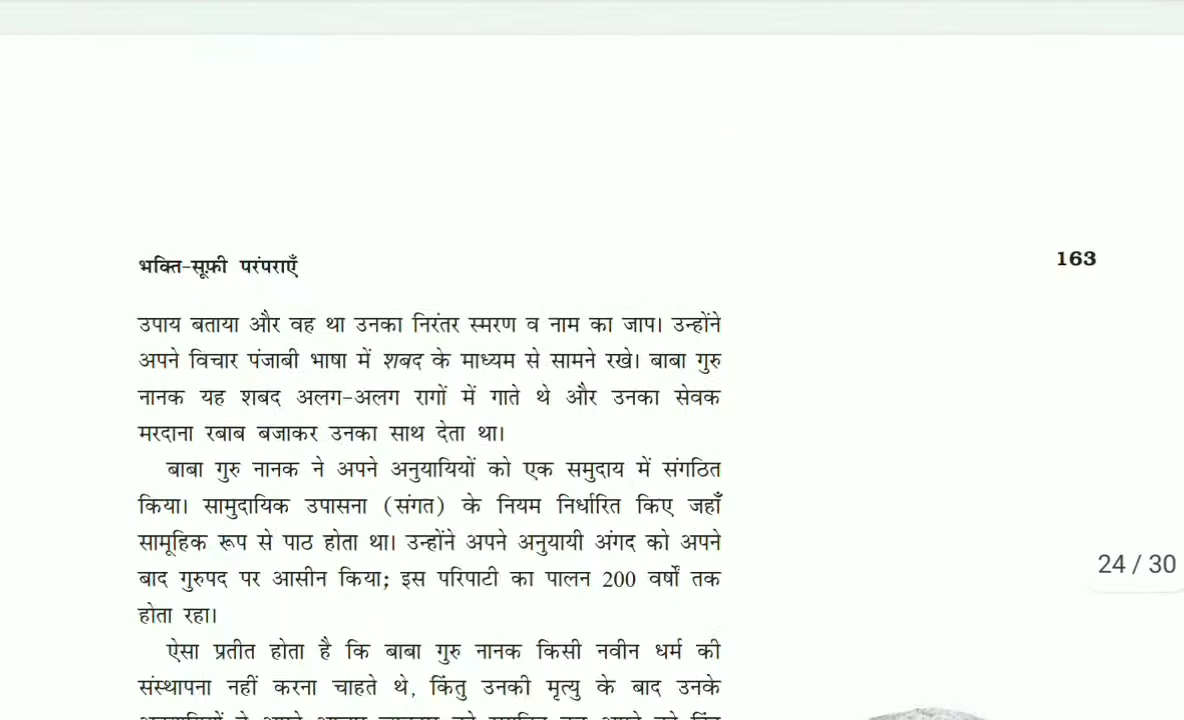 भक्ति-सूफ़ी परंपराएँ 163
उपाय बताया और वह था उनका निरंतर स्मरण व नाम का जाप। उन्होंने
अपने विचार पंजाबी भाषा में शबद के माध्यम से सामने रखे। बाबा गुरु
नानक यह शबद अलग-अलग रागों में गाते थे और उनका सेवक
मरदाना रबाब बजाकर उनका साथ देता था।
बाबा गुरु नानक ने अपने अनुयायियों को एक समुदाय में संगठित
किया। सामुदायिक उपासना (संगत) के नियम निर्धारित किए जहाँ
सामूहिक रूप से पाठ होता था। उन्होंने अपने अनुयायी अंगद को अपने
बाद गुरुपद पर आसीन किया; इस परिपाटी का पालन 200 वर्षों तक
होता रहा।
24 / 30
ऐसा प्रतीत होता है कि बाबा गुरु नानक किसी नवीन धर्म की
संस्थापना नहीं करना चाहते थे, किंतु उनकी मृत्यु के बाद उनके